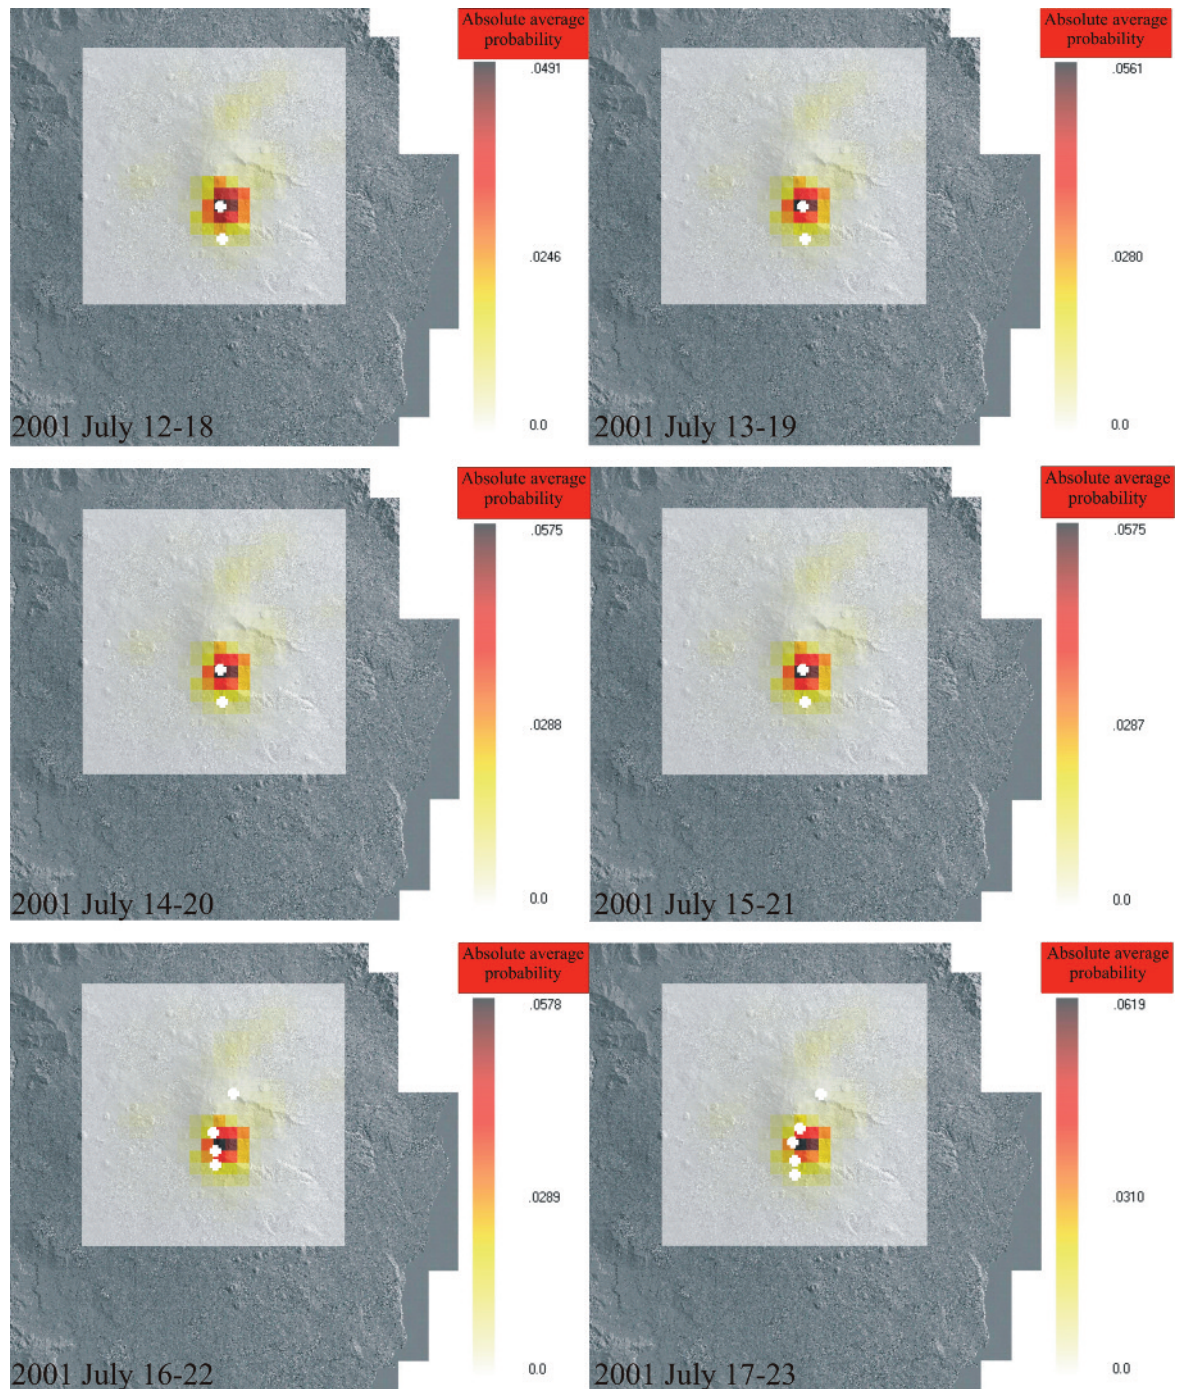 Absolute average
probability
.0491
.0246
0.0
2001 July 12-18
Absolute average
probability
.0561
.0280
0.0
2001 July 13-19
Absolute average
probability
.0575
.0288
0.0
2001 July 14-20
Absolute average
probability
.0575
.0287
0.0
2001 July 15-21
Absolute average
probability
.0578
.0289
0.0
2001 July 16-22
Absolute average
probability
.0619
.0310
0.0
2001 July 17-23